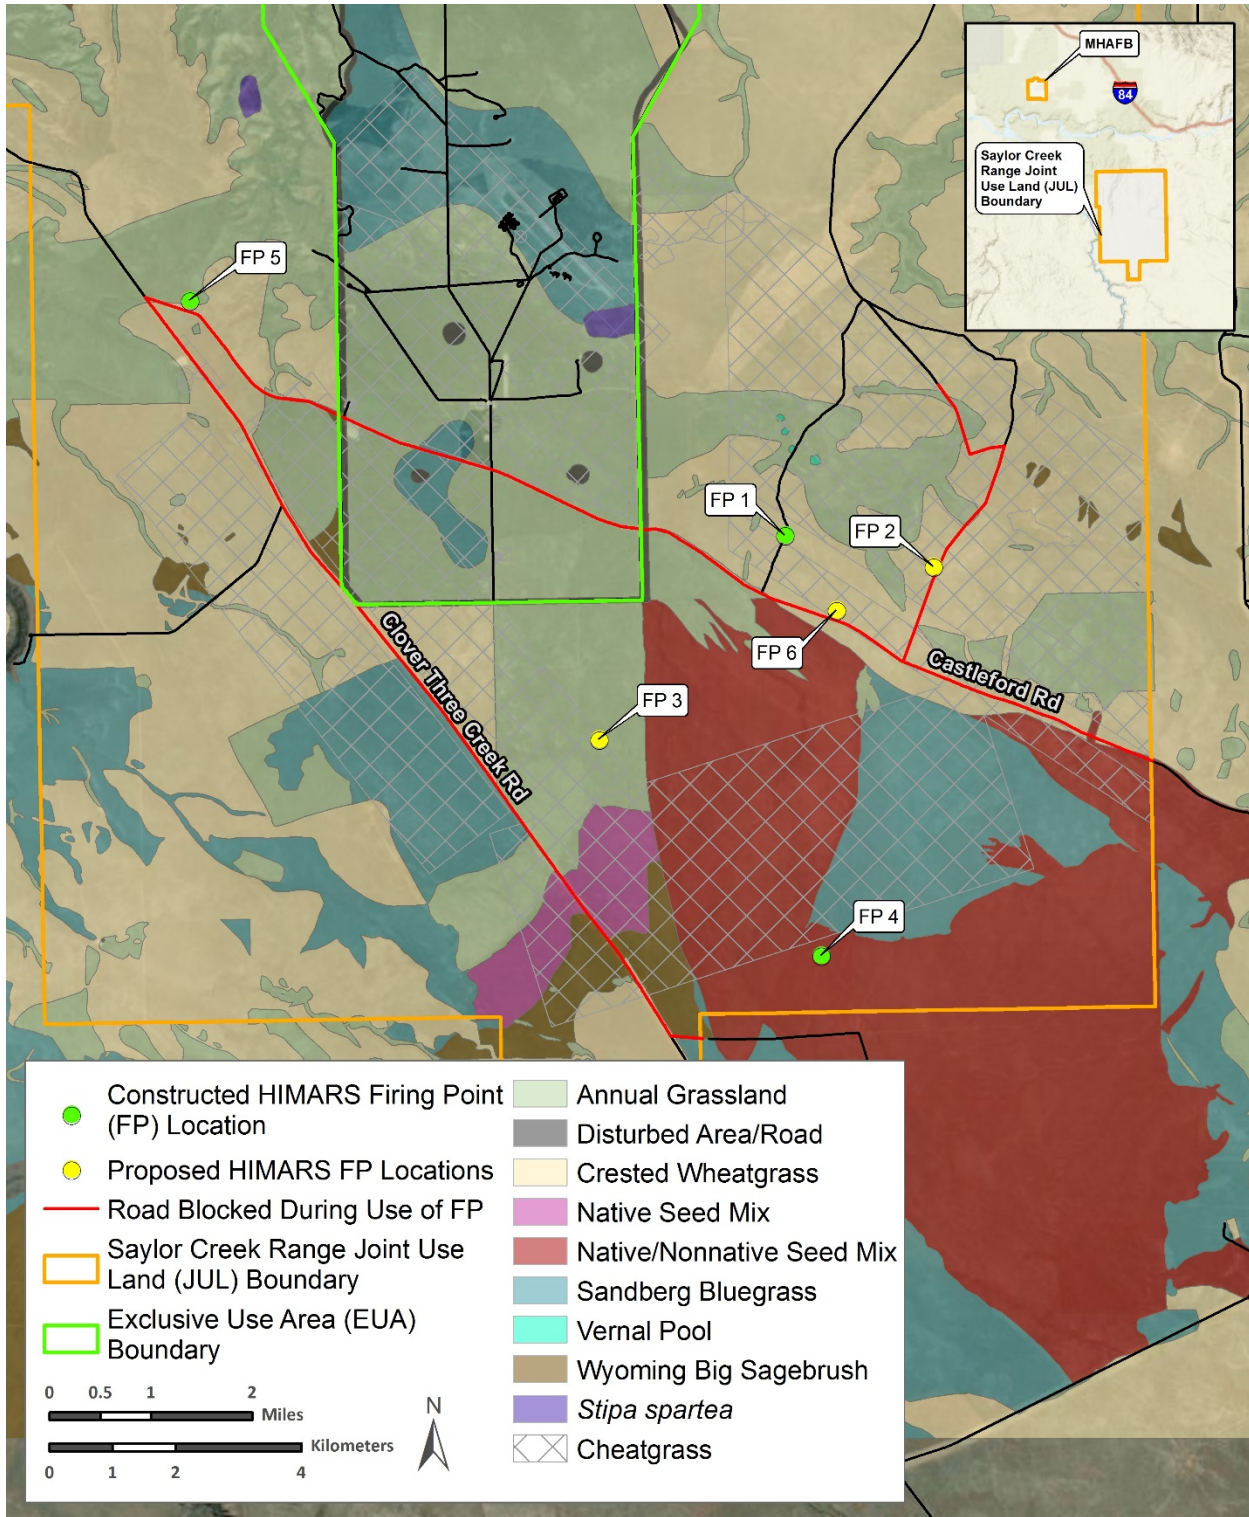 MHAFB
84
Saylor Creek
Range Joint
Use Land (JUL)
Boundary
FP 5
FP 1
FP 2
FP 6
FP 3
FP 4
Clover Three Creek Rd
Castleford Rd
Constructed HIMARS Firing Point
(FP) Location
Proposed HIMARS FP Locations
Road Blocked During Use of FP
Saylor Creek Range Joint Use
Land (JUL) Boundary
Exclusive Use Area (EUA)
Boundary
0 0.5 1 2
Miles
Kilometers
0 1 2 4
N
Annual Grassland
Disturbed Area/Road
Crested Wheatgrass
Native Seed Mix
Native/Nonnative Seed Mix
Sandberg Bluegrass
Vernal Pool
Wyoming Big Sagebrush
Stipa spartea
Cheatgrass